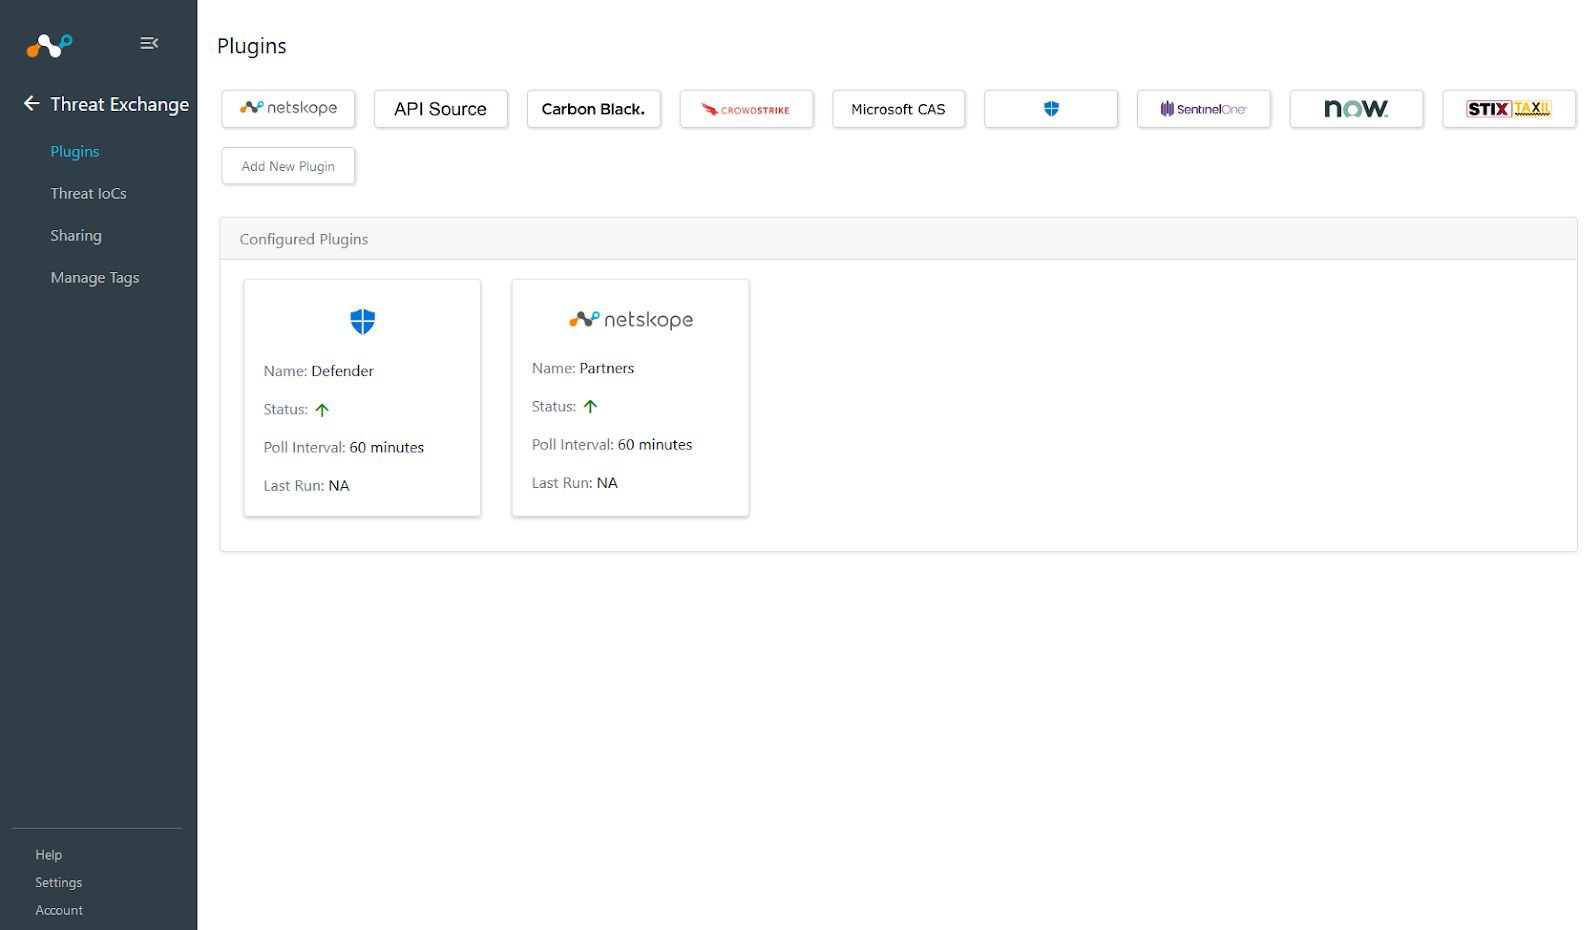 Threat Exchange
Plugins
Threat IoCs
Sharing
Manage Tags
Help
Settings
Account
Plugins
netskope
API Source
Carbon Black.
CROWDSTRIKE
Microsoft CAS
SentinelOne
now
STIX TAXII
Add New Plugin
Configured Plugins
Name: Defender
Status:
Poll Interval: 60 minutes
Last Run: NA
netskope
Name: Partners
Status:
Poll Interval: 60 minutes
Last Run: NA